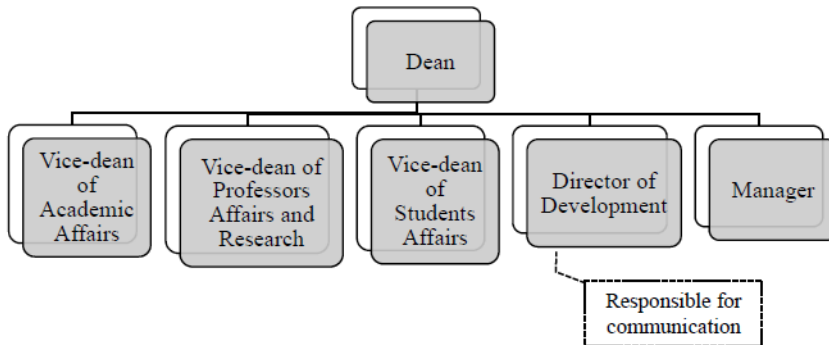 Dean
Vice-dean
of
Academic
Affairs
Vice-dean of
Professors
Affairs and
Research
Vice-dean
of
Students
Affairs
Director of
Development
Manager
Responsible for
communication